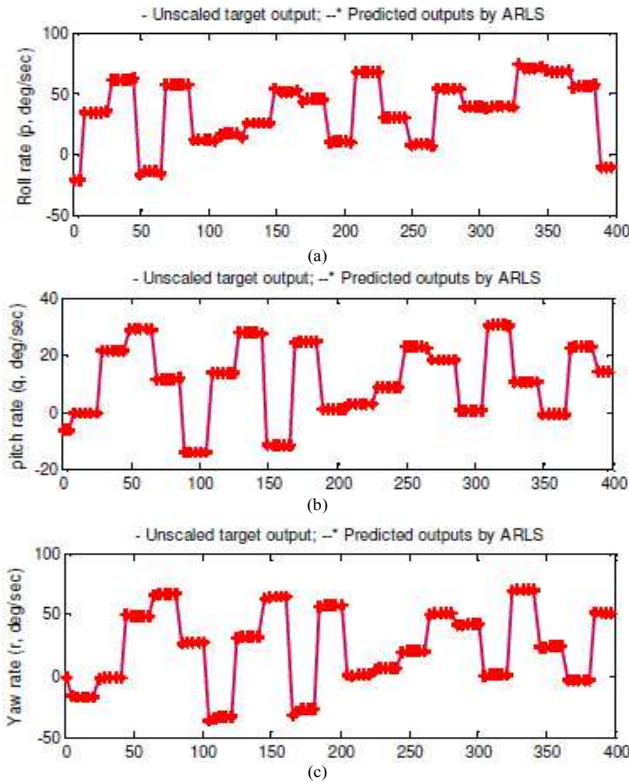 - Unscaled target output; --* Predicted outputs by ARLS
100
50
0
-50
Roll rate (p, deg/sec)
0 50 100 150 200 250 300 350 400
(a)
- Unscaled target output; --* Predicted outputs by ARLS
40
20
0
-20
pitch rate (q, deg/sec)
0 50 100 150 200 250 300 350 400
(b)
- Unscaled target output; --* Predicted outputs by ARLS
100
50
0
-50
Yaw rate (r, deg/sec)
0 50 100 150 200 250 300 350 400
(c)